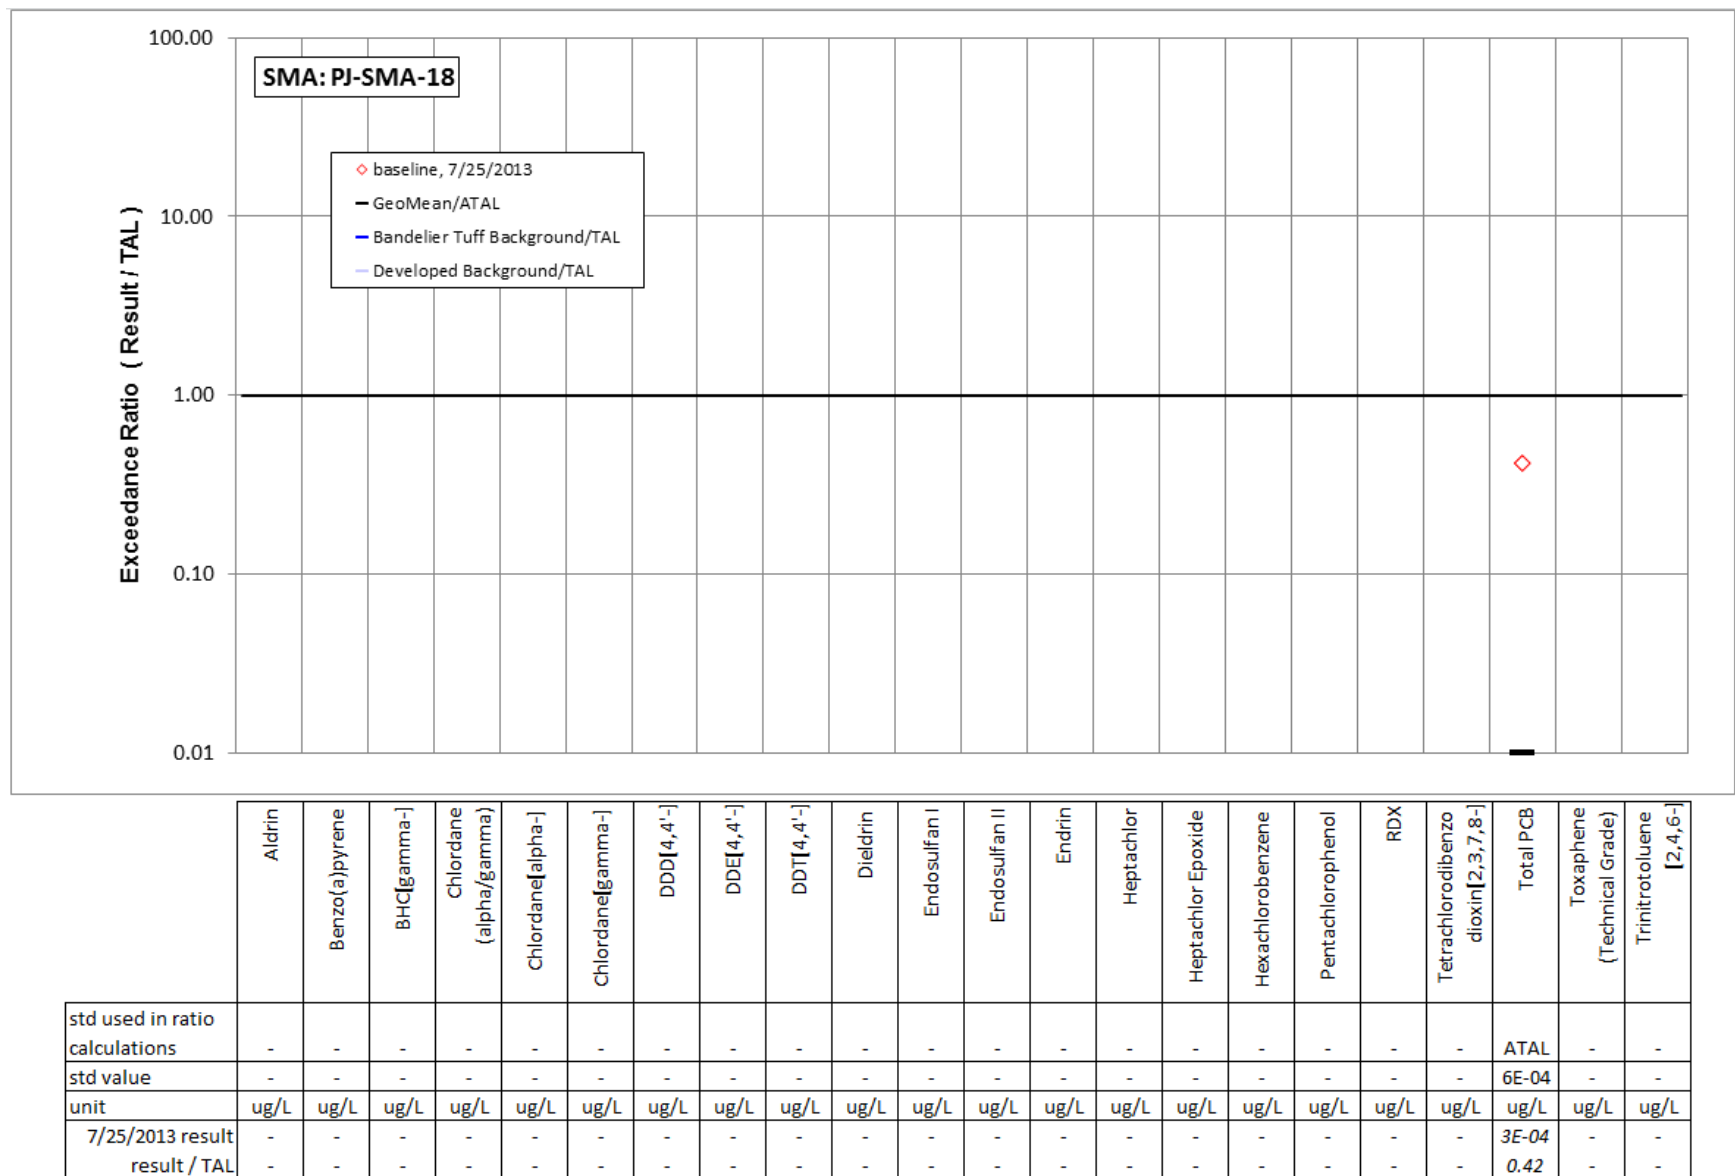 100.00
SMA: PJ-SMA-18
baseline, 7/25/2013
GeoMean/ATAL
Bandelier Tuff Background/TAL
Developed Background/TAL
10.00
1.00
0.10
0.01
Exceedance Ratio ( Result / TAL )
Aldrin
Benzo(a)pyrene
BHC[gamma-]
Chlordane
(alpha/gamma)
Chlordane[alpha-]
Chlordane[gamma-]
DDD[4,4'-]
DDE[4,4'-]
DDT[4,4'-]
Dieldrin
Endosulfan I
Endosulfan II
Endrin
Heptachlor
Heptachlor Epoxide
Hexachlorobenzene
Pentachlorophenol
RDX
Tetrachlorodibenzo
dioxin[2,3,7,8-]
Total PCB
Toxaphene
(Technical Grade)
Trinitrotoluene
[2,4,6-]
std used in ratio
calculations - - - - - - - - - - - - - - - - - - - ATAL - -
std value - - - - - - - - - - - - - - - - - - - 6E-04 - -
unit ug/L ug/L ug/L ug/L ug/L ug/L ug/L ug/L ug/L ug/L ug/L ug/L ug/L ug/L ug/L ug/L ug/L ug/L ug/L ug/L ug/L ug/L
7/25/2013 result - - - - - - - - - - - - - - - - - - - 3E-04 - -
result / TAL - - - - - - - - - - - - - - - - - - - 0.42 - -